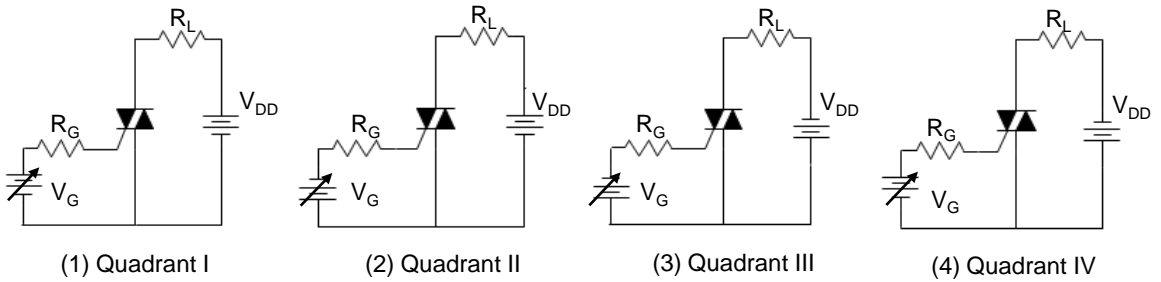 R_L
V_DD
R_G
V_G
(1) Quadrant I
R_L
V_DD
R_G
V_G
(2) Quadrant II
R_L
V_DD
R_G
V_G
(3) Quadrant III
R_L
V_DD
R_G
V_G
(4) Quadrant IV